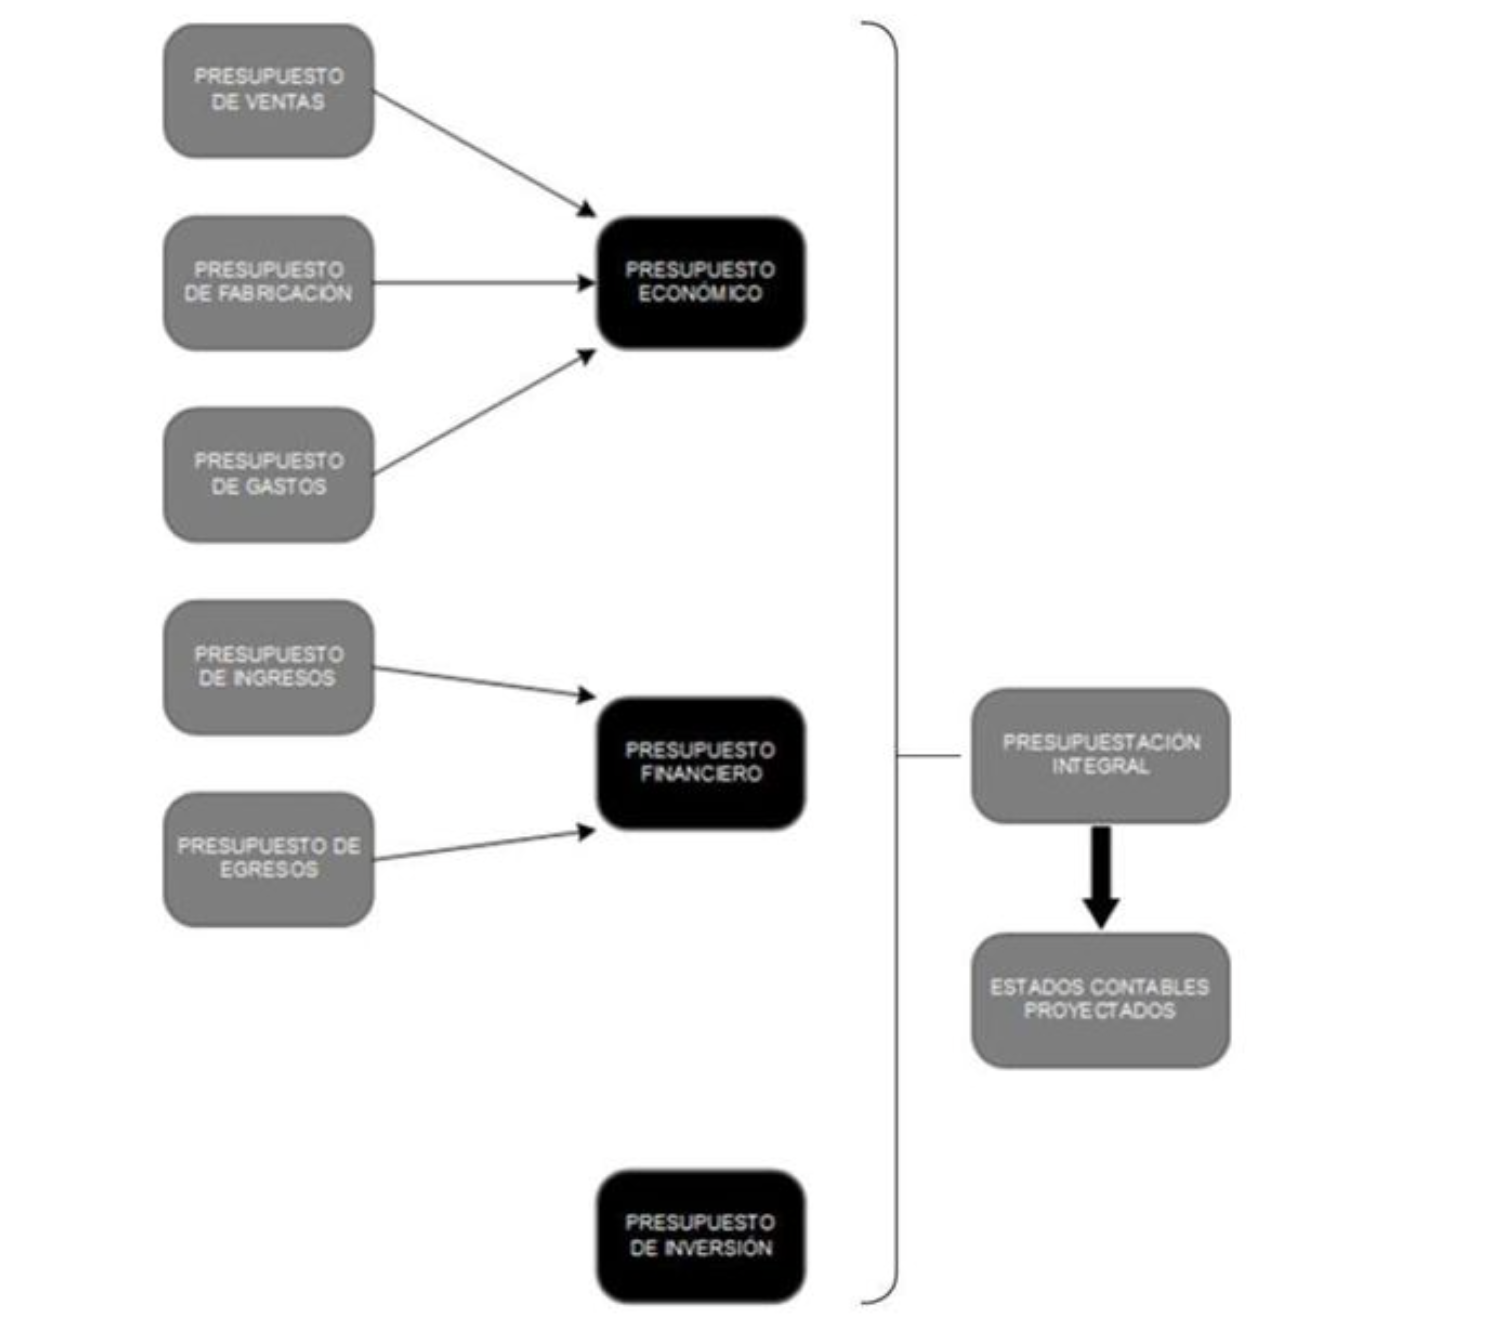 PRESUPUESTO
DE VENTAS
PRESUPUESTO
DE FABRICACIÓN
PRESUPUESTO
DE GASTOS
PRESUPUESTO
DE INGRESOS
PRESUPUESTO DE
EGRESOS
PRESUPUESTO
ECONÓMICO
PRESUPUESTO
FINANCIERO
PRESUPUESTO
DE INVERSIÓN
PRESUPUESTACIÓN
INTEGRAL
ESTADOS CONTABLES
PROYECTADOS